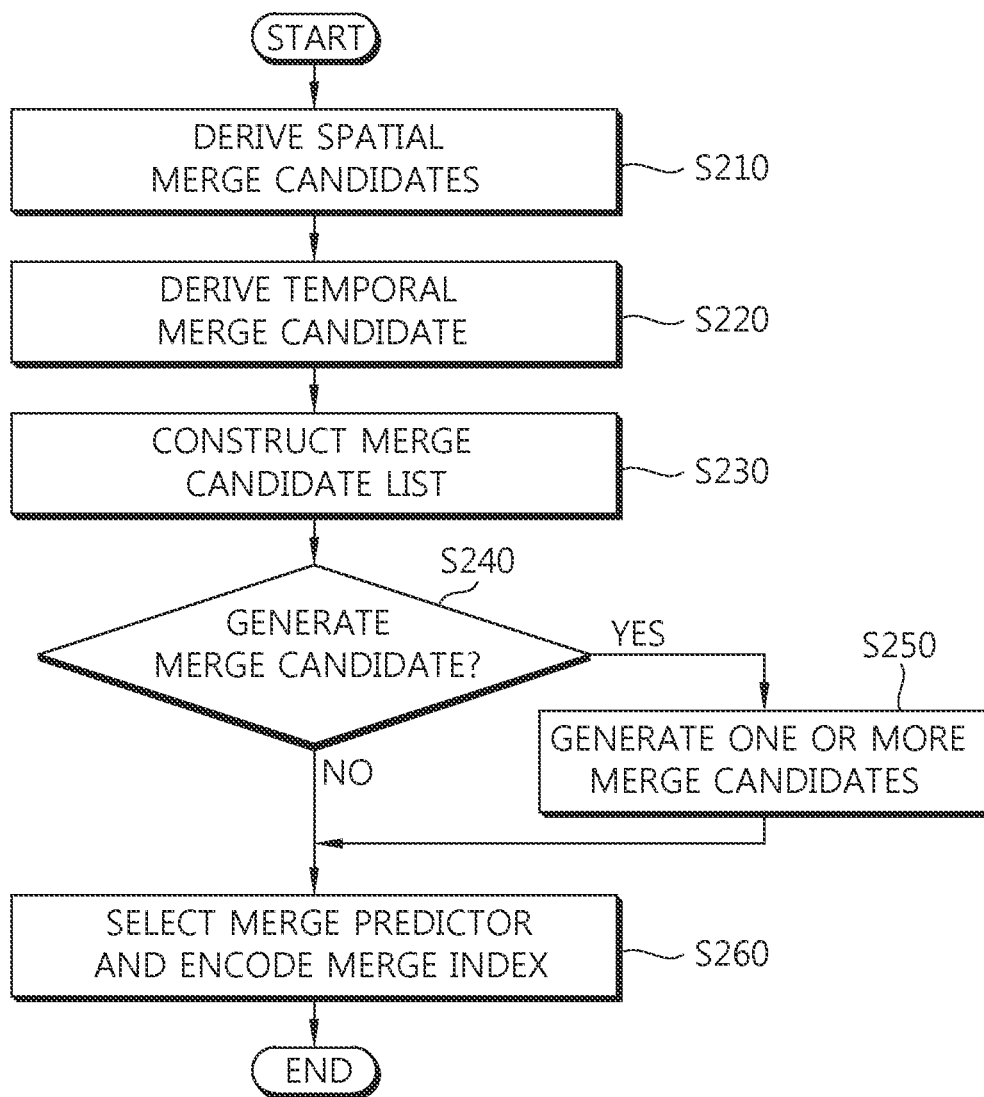 START
DERIVE SPATIAL
MERGE CANDIDATES
S210
DERIVE TEMPORAL
MERGE CANDIDATE
S220
CONSTRUCT MERGE
CANDIDATE LIST
S230
S240
GENERATE
MERGE CANDIDATE?
YES
S250
GENERATE ONE OR MORE
MERGE CANDIDATES
NO
SELECT MERGE PREDICTOR
AND ENCODE MERGE INDEX
S260
END